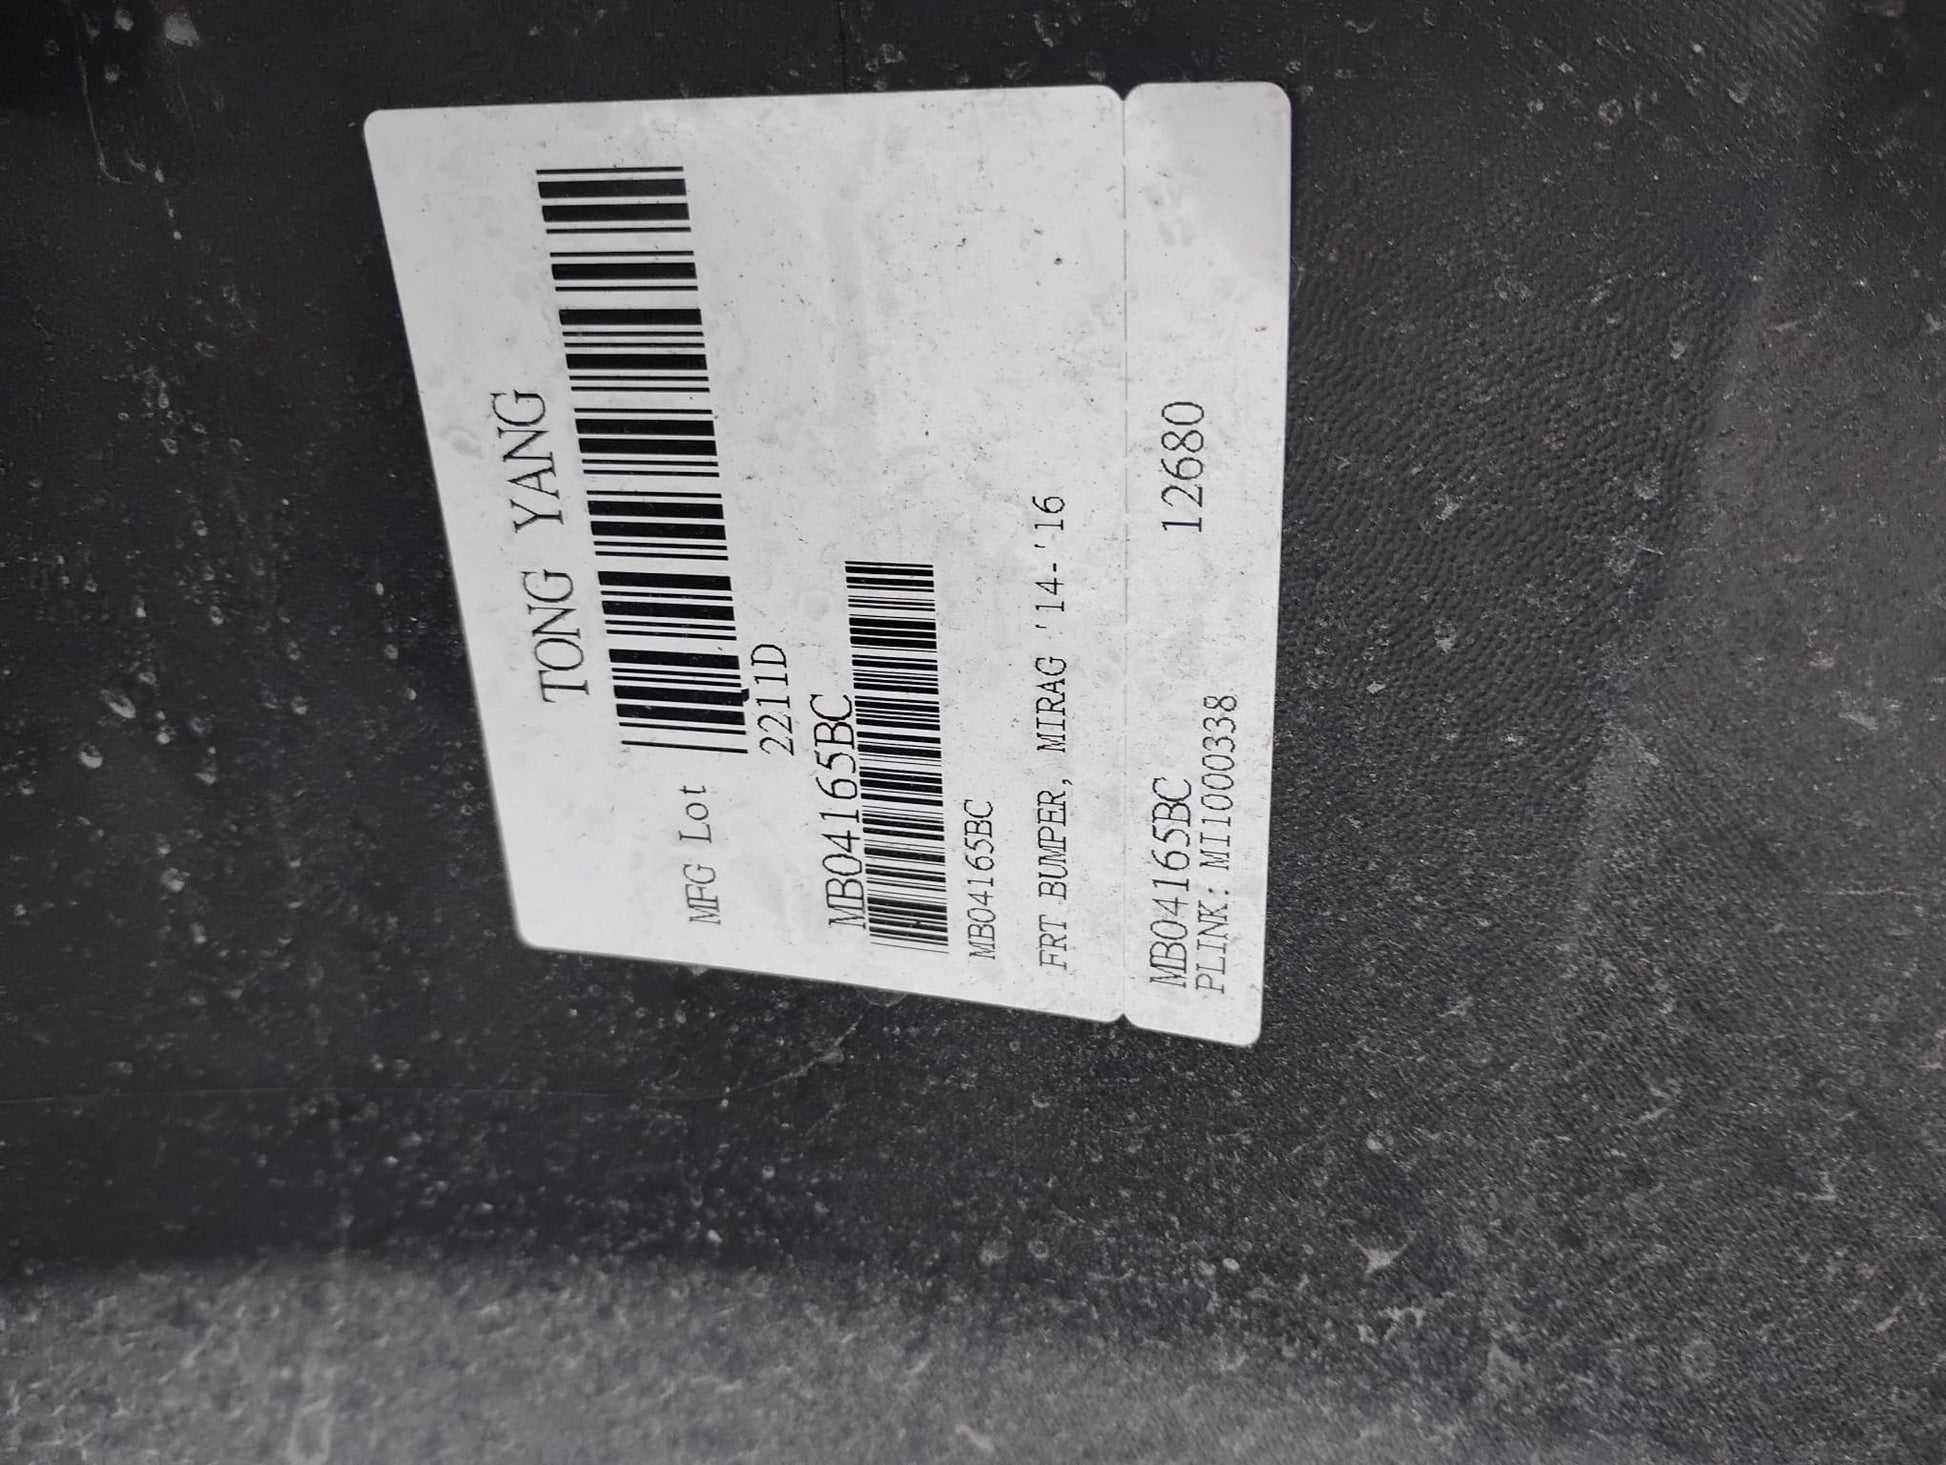 TONG YANG
MFG Lot
2211D
MB04165BC
MB04165BC
FRT BUMPER, MIRAG '14-'16
MB04165BC 12680
PLINK: MI1000338